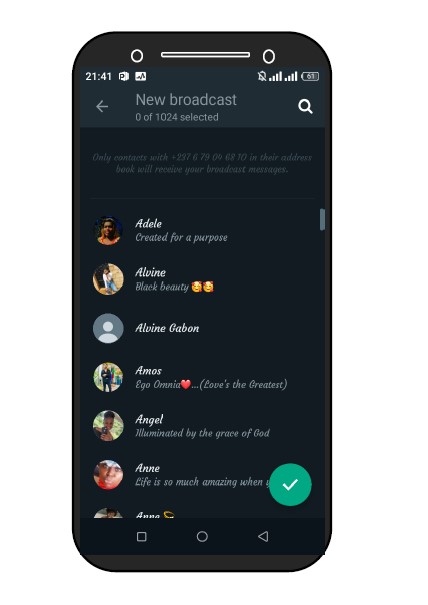 21:41
61
New broadcast
0 of 1024 selected
Only contacts with +237 6 79 04 68 10 in their address
book will receive your broadcast messages.
Adele
Created for a purpose
Alvine
Black beauty 🥰🥰
Alvine Gabon
Amos
Ego Omnia❤️...(Love's the Greatest)
Angel
Illuminated by the grace of God
Anne
Life is so much amazing when
Anne